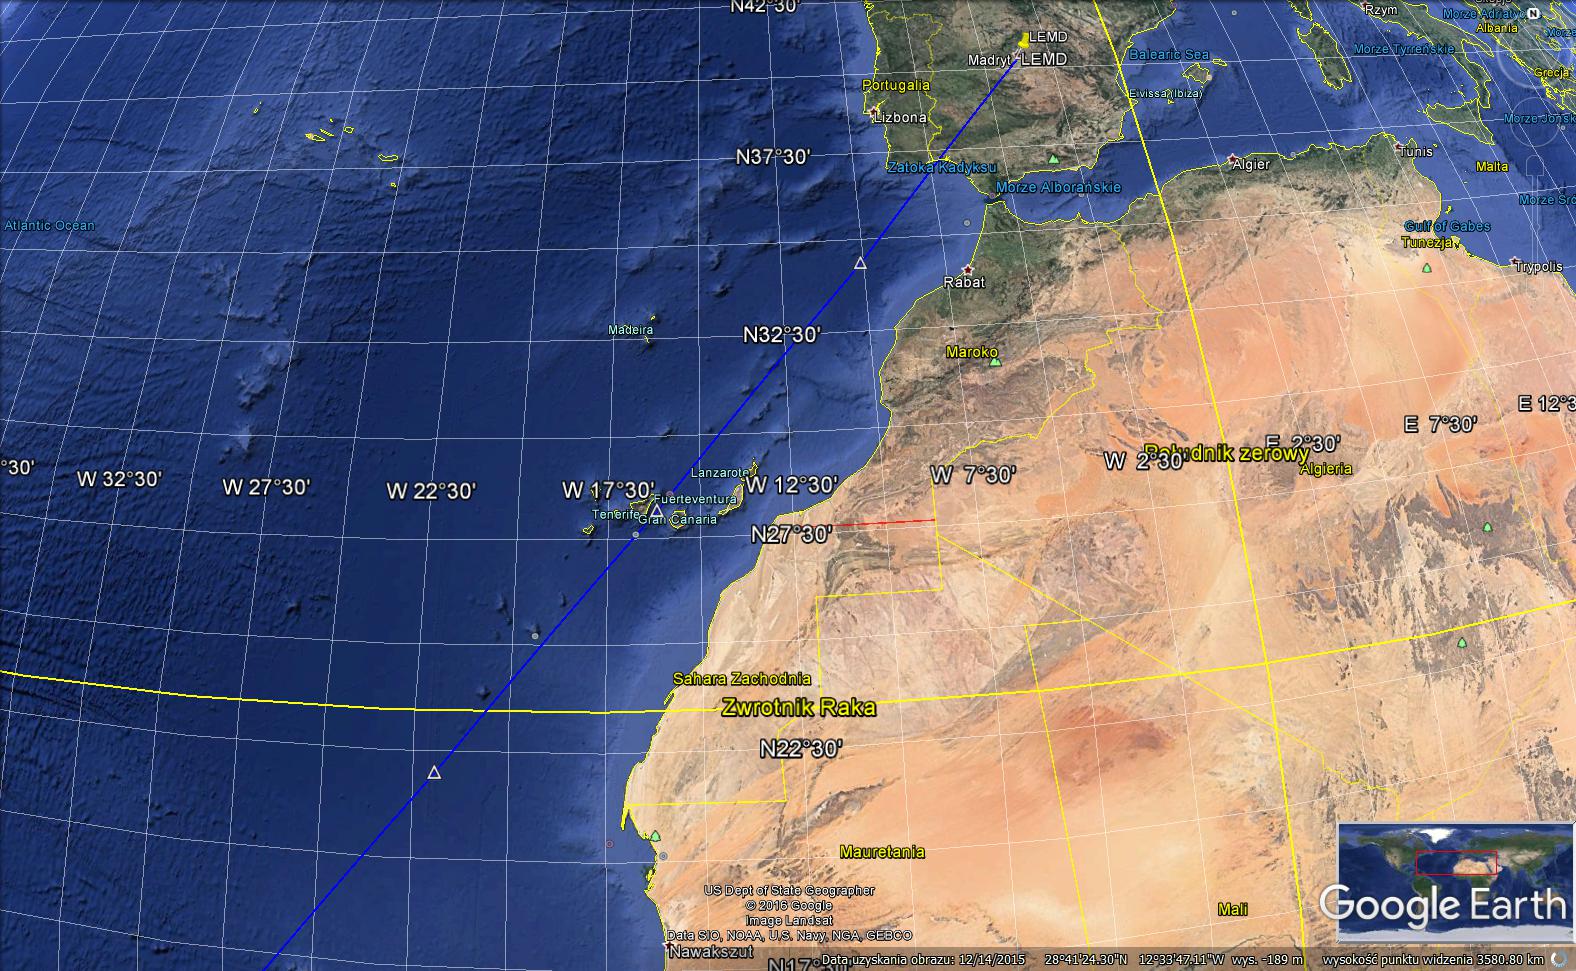 N42°30'
Rzym
Morze Adriatyc
N
Albania
LEMD
Madryt
LEMD
Balearic Sea
Morze Tyrreńskie
Grecja
Portugalia
Eivissa (Ibiza)
Lizbona
Morze Jońsk
N37°30'
Zatoka Kadyksu
Algier
Tunis
Malta
Morze Alborańskie
Morze Śró
Atlantic Ocean
Gulf of Gabes
Tunezja
Trypolis
Rabat
Madeira
N32°30'
Maroko
E 12°3
E 7°30'
E 2°30'
Południk zerowy
°30'
W 32°30'
W 27°30'
W 22°30'
W 17°30'
Lanzarote
W 12°30'
W 7°30'
W 2°30'
Algieria
Fuerteventura
Tenerife
Gran Canaria
N27°30'
Sahara Zachodnia
Zwrotnik Raka
N22°30'
Mauretania
US Dept of State Geographer
© 2016 Google
Image Landsat
Data SIO, NOAA, U.S. Navy, NGA, GEBCO
Mali
Google Earth
Nawakszut
N17°30'
Data uzyskania obrazu: 12/14/2015 28°41'24.30"N 12°33'47.11"W wys. -189 m wysokość punktu widzenia 3580.80 km